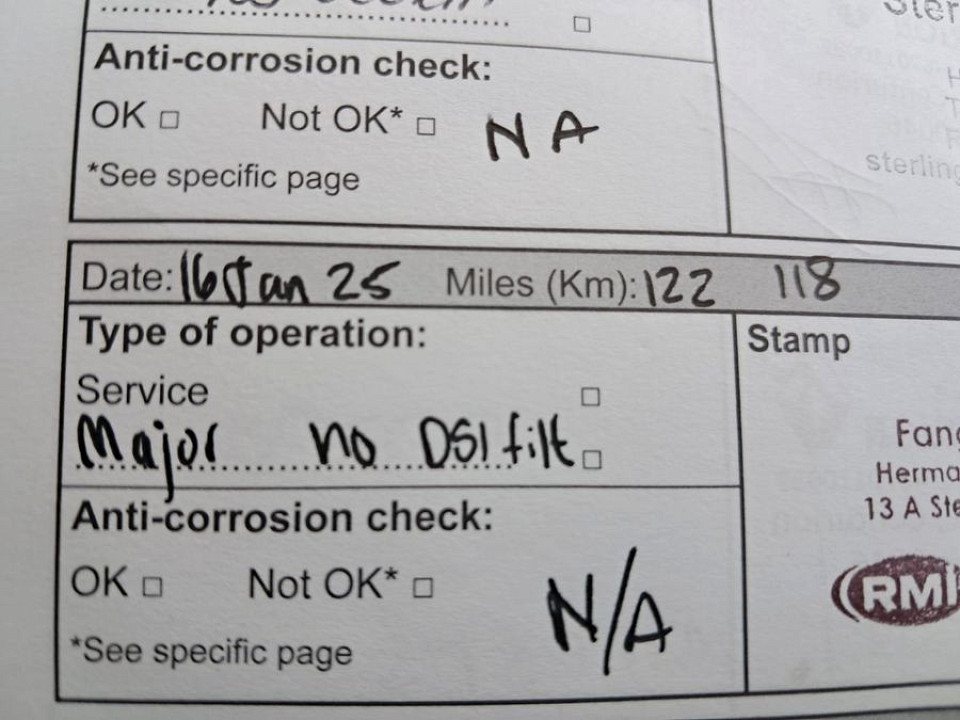 Anti-corrosion check:
OK □ Not OK* □ N A
*See specific page
sterling
Date: 16 Jan 25 Miles (Km): 122 118
Type of operation:
Stamp
Service □
Major no DSl filt □
Fang
Herma
13 A Ste
Anti-corrosion check:
OK □ Not OK* □ N/A
RMI
*See specific page